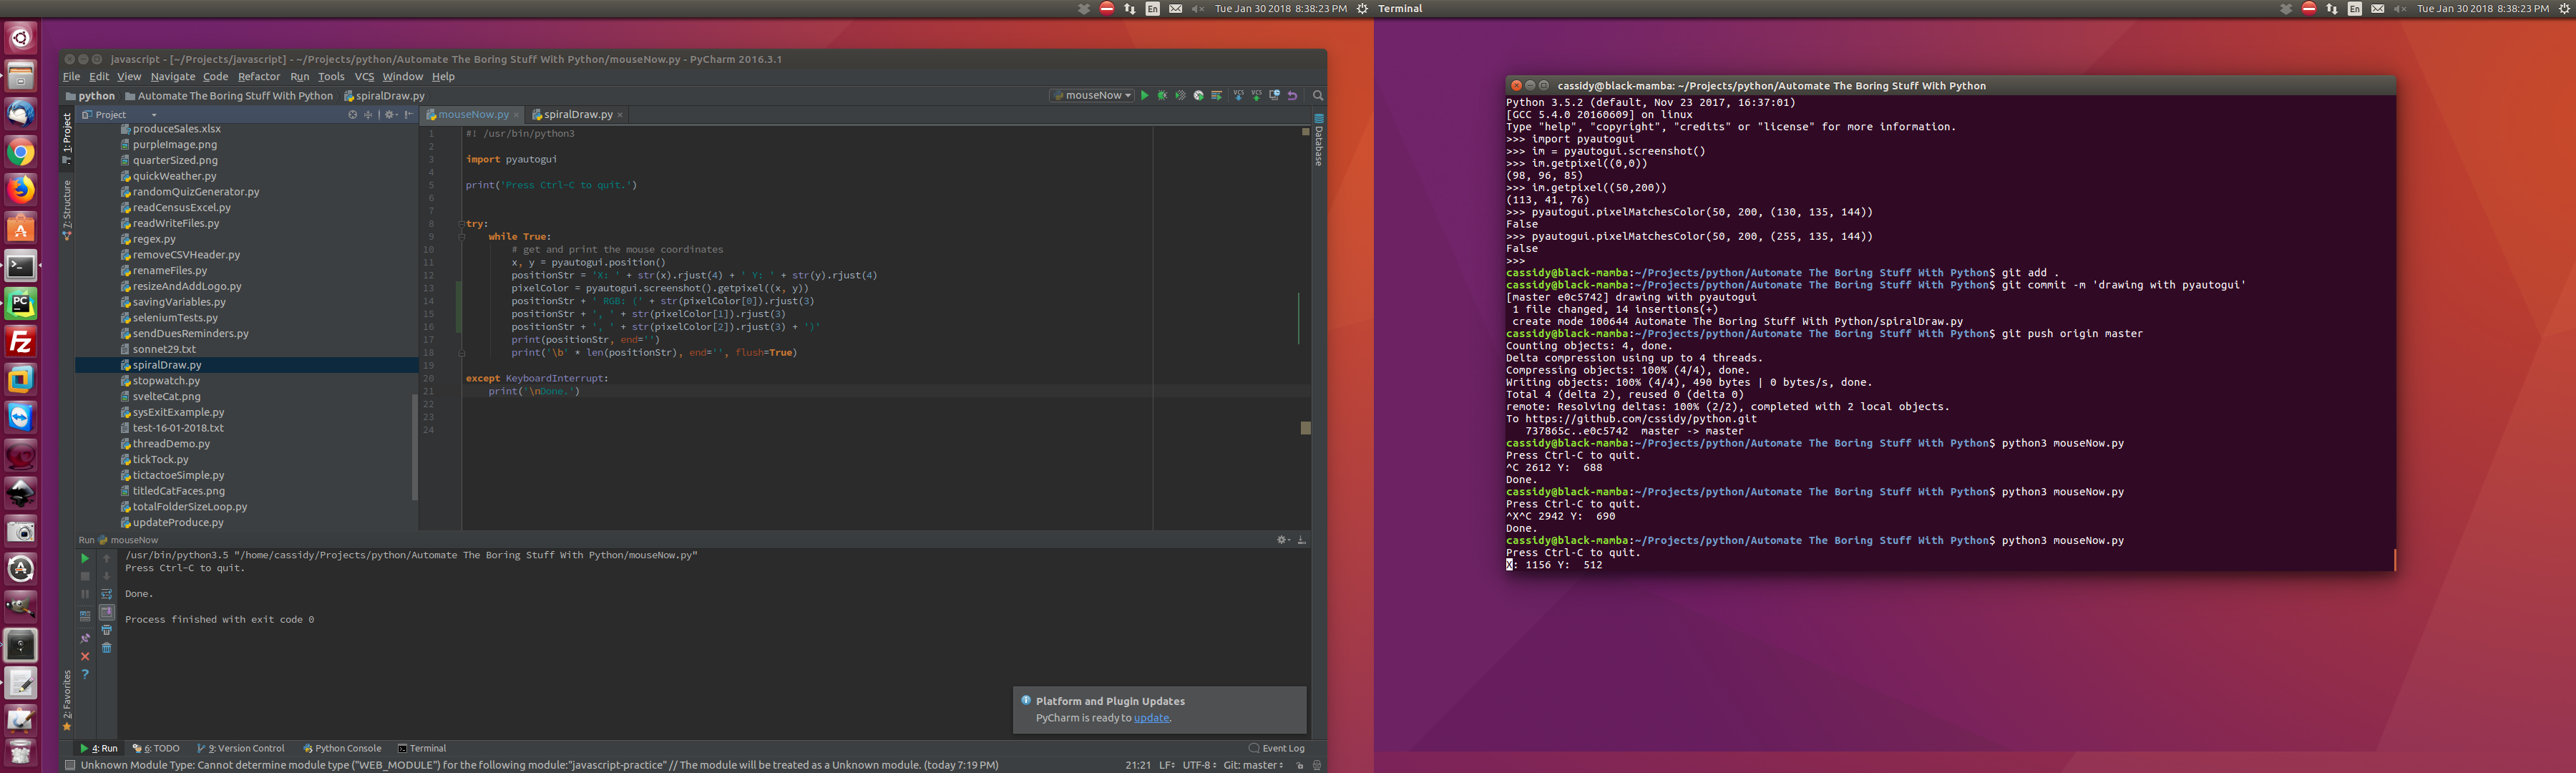 En
Tue Jan 30 2018 8:38:23 PM
Terminal
En
Tue Jan 30 2018 8:38:23 PM
javascript - [~/Projects/javascript] - ~/Projects/python/Automate The Boring Stuff With Python/mouseNow.py - PyCharm 2016.3.1
File Edit View Navigate Code Refactor Run Tools VCS Window Help
python Automate The Boring Stuff With Python spiralDraw.py
mouseNow
VCS VCS
1: Project
7: Structure
2: Favorites
Project
produceSales.xlsx
purpleImage.png
quarterSized.png
quickWeather.py
randomQuizGenerator.py
readCensusExcel.py
readWriteFiles.py
regex.py
removeCSVHeader.py
renameFiles.py
resizeAndAddLogo.py
savingVariables.py
seleniumTests.py
sendDuesReminders.py
sonnet29.txt
spiralDraw.py
stopwatch.py
svelteCat.png
sysExitExample.py
test-16-01-2018.txt
threadDemo.py
tickTock.py
tictactoeSimple.py
titledCatFaces.png
totalFolderSizeLoop.py
updateProduce.py
mouseNow.py spiralDraw.py
Database
1 #! /usr/bin/python3
2
3 import pyautogui
4
5 print('Press Ctrl-C to quit.')
6
7
8 try:
9 while True:
10 # get and print the mouse coordinates
11 x, y = pyautogui.position()
12 positionStr = 'X: ' + str(x).rjust(4) + ' Y: ' + str(y).rjust(4)
13 pixelColor = pyautogui.screenshot().getpixel((x, y))
14 positionStr + ' RGB: (' + str(pixelColor[0]).rjust(3)
15 positionStr + ', ' + str(pixelColor[1]).rjust(3)
16 positionStr + ', ' + str(pixelColor[2]).rjust(3) + ')'
17 print(positionStr, end='')
18 print('\b' * len(positionStr), end='', flush=True)
19
20 except KeyboardInterrupt:
21 print('\nDone.')
22
23
24
Run mouseNow
/usr/bin/python3.5 "/home/cassidy/Projects/python/Automate The Boring Stuff With Python/mouseNow.py"
Press Ctrl-C to quit.
Done.
Process finished with exit code 0
Platform and Plugin Updates
PyCharm is ready to update.
4: Run 6: TODO 9: Version Control Python Console Terminal
Event Log
Unknown Module Type: Cannot determine module type ("WEB_MODULE") for the following module:"javascript-practice" // The module will be treated as a Unknown module. (today 7:19 PM)
21:21 LF UTF-8 Git: master
cassidy@black-mamba: ~/Projects/python/Automate The Boring Stuff With Python
Python 3.5.2 (default, Nov 23 2017, 16:37:01)
[GCC 5.4.0 20160609] on linux
Type "help", "copyright", "credits" or "license" for more information.
>>> import pyautogui
>>> im = pyautogui.screenshot()
>>> im.getpixel((0,0))
(98, 96, 85)
>>> im.getpixel((50,200))
(113, 41, 76)
>>> pyautogui.pixelMatchesColor(50, 200, (130, 135, 144))
False
>>> pyautogui.pixelMatchesColor(50, 200, (255, 135, 144))
False
>>>
cassidy@black-mamba:~/Projects/python/Automate The Boring Stuff With Python$ git add .
cassidy@black-mamba:~/Projects/python/Automate The Boring Stuff With Python$ git commit -m 'drawing with pyautogui'
[master e0c5742] drawing with pyautogui
1 file changed, 14 insertions(+)
create mode 100644 Automate The Boring Stuff With Python/spiralDraw.py
cassidy@black-mamba:~/Projects/python/Automate The Boring Stuff With Python$ git push origin master
Counting objects: 4, done.
Delta compression using up to 4 threads.
Compressing objects: 100% (4/4), done.
Writing objects: 100% (4/4), 490 bytes | 0 bytes/s, done.
Total 4 (delta 2), reused 0 (delta 0)
remote: Resolving deltas: 100% (2/2), completed with 2 local objects.
To https://github.com/cssidy/python.git
737865c..e0c5742 master -> master
cassidy@black-mamba:~/Projects/python/Automate The Boring Stuff With Python$ python3 mouseNow.py
Press Ctrl-C to quit.
^C 2612 Y: 688
Done.
cassidy@black-mamba:~/Projects/python/Automate The Boring Stuff With Python$ python3 mouseNow.py
Press Ctrl-C to quit.
^X^C 2942 Y: 690
Done.
cassidy@black-mamba:~/Projects/python/Automate The Boring Stuff With Python$ python3 mouseNow.py
Press Ctrl-C to quit.
X: 1156 Y: 512